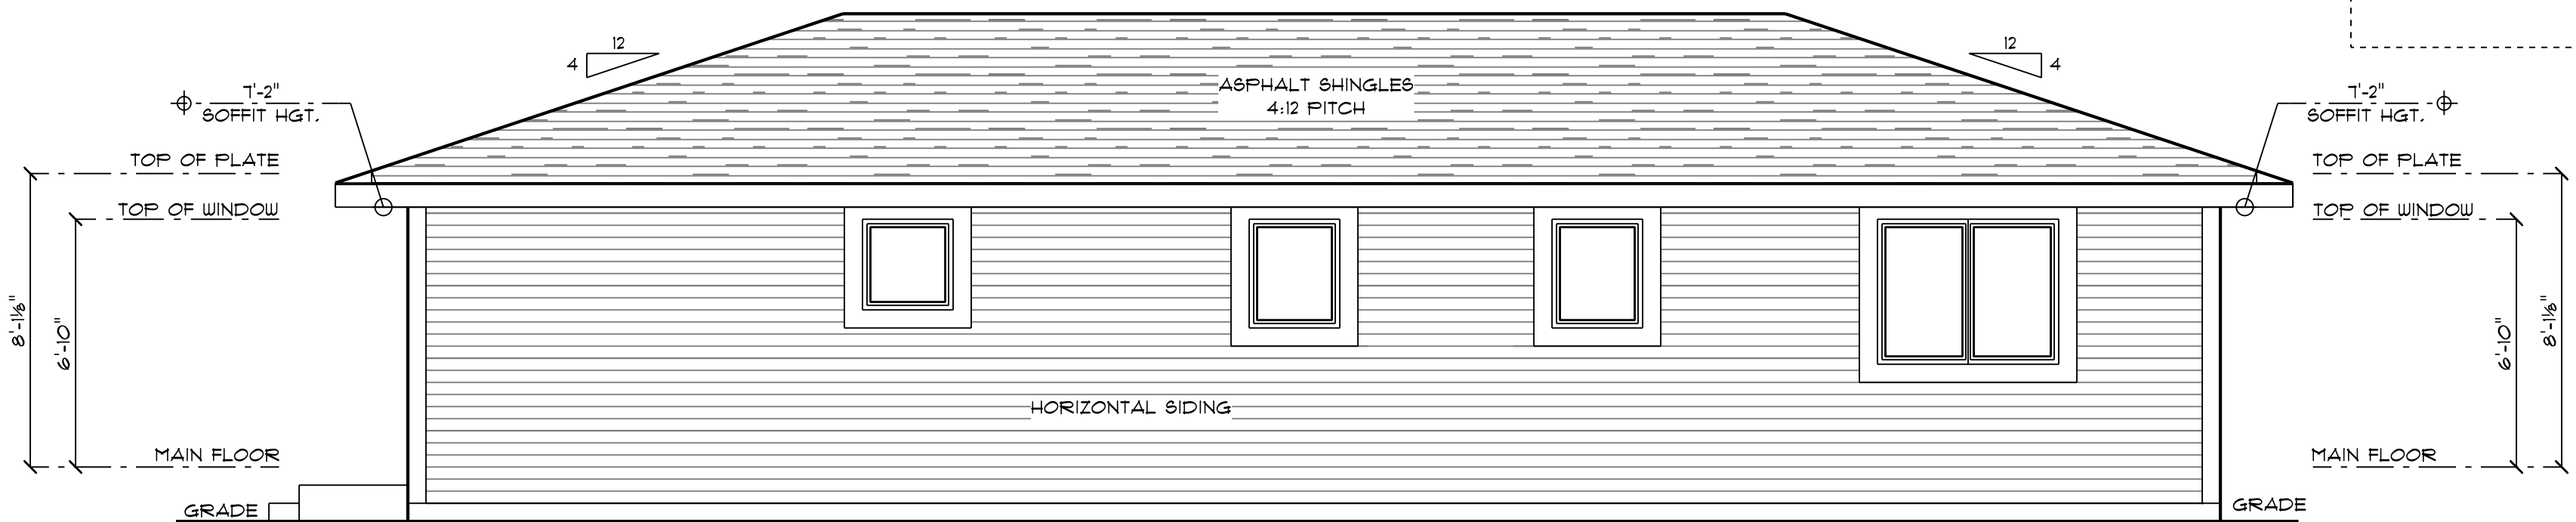 12
4
7'-2"
SOFFIT HGT.
TOP OF PLATE
TOP OF WINDOW
8'-1⅛"
6'-10"
MAIN FLOOR
GRADE
ASPHALT SHINGLES
4:12 PITCH
HORIZONTAL SIDING
12
4
7'-2"
SOFFIT HGT.
TOP OF PLATE
TOP OF WINDOW
6'-10"
8'-1⅛"
MAIN FLOOR
GRADE